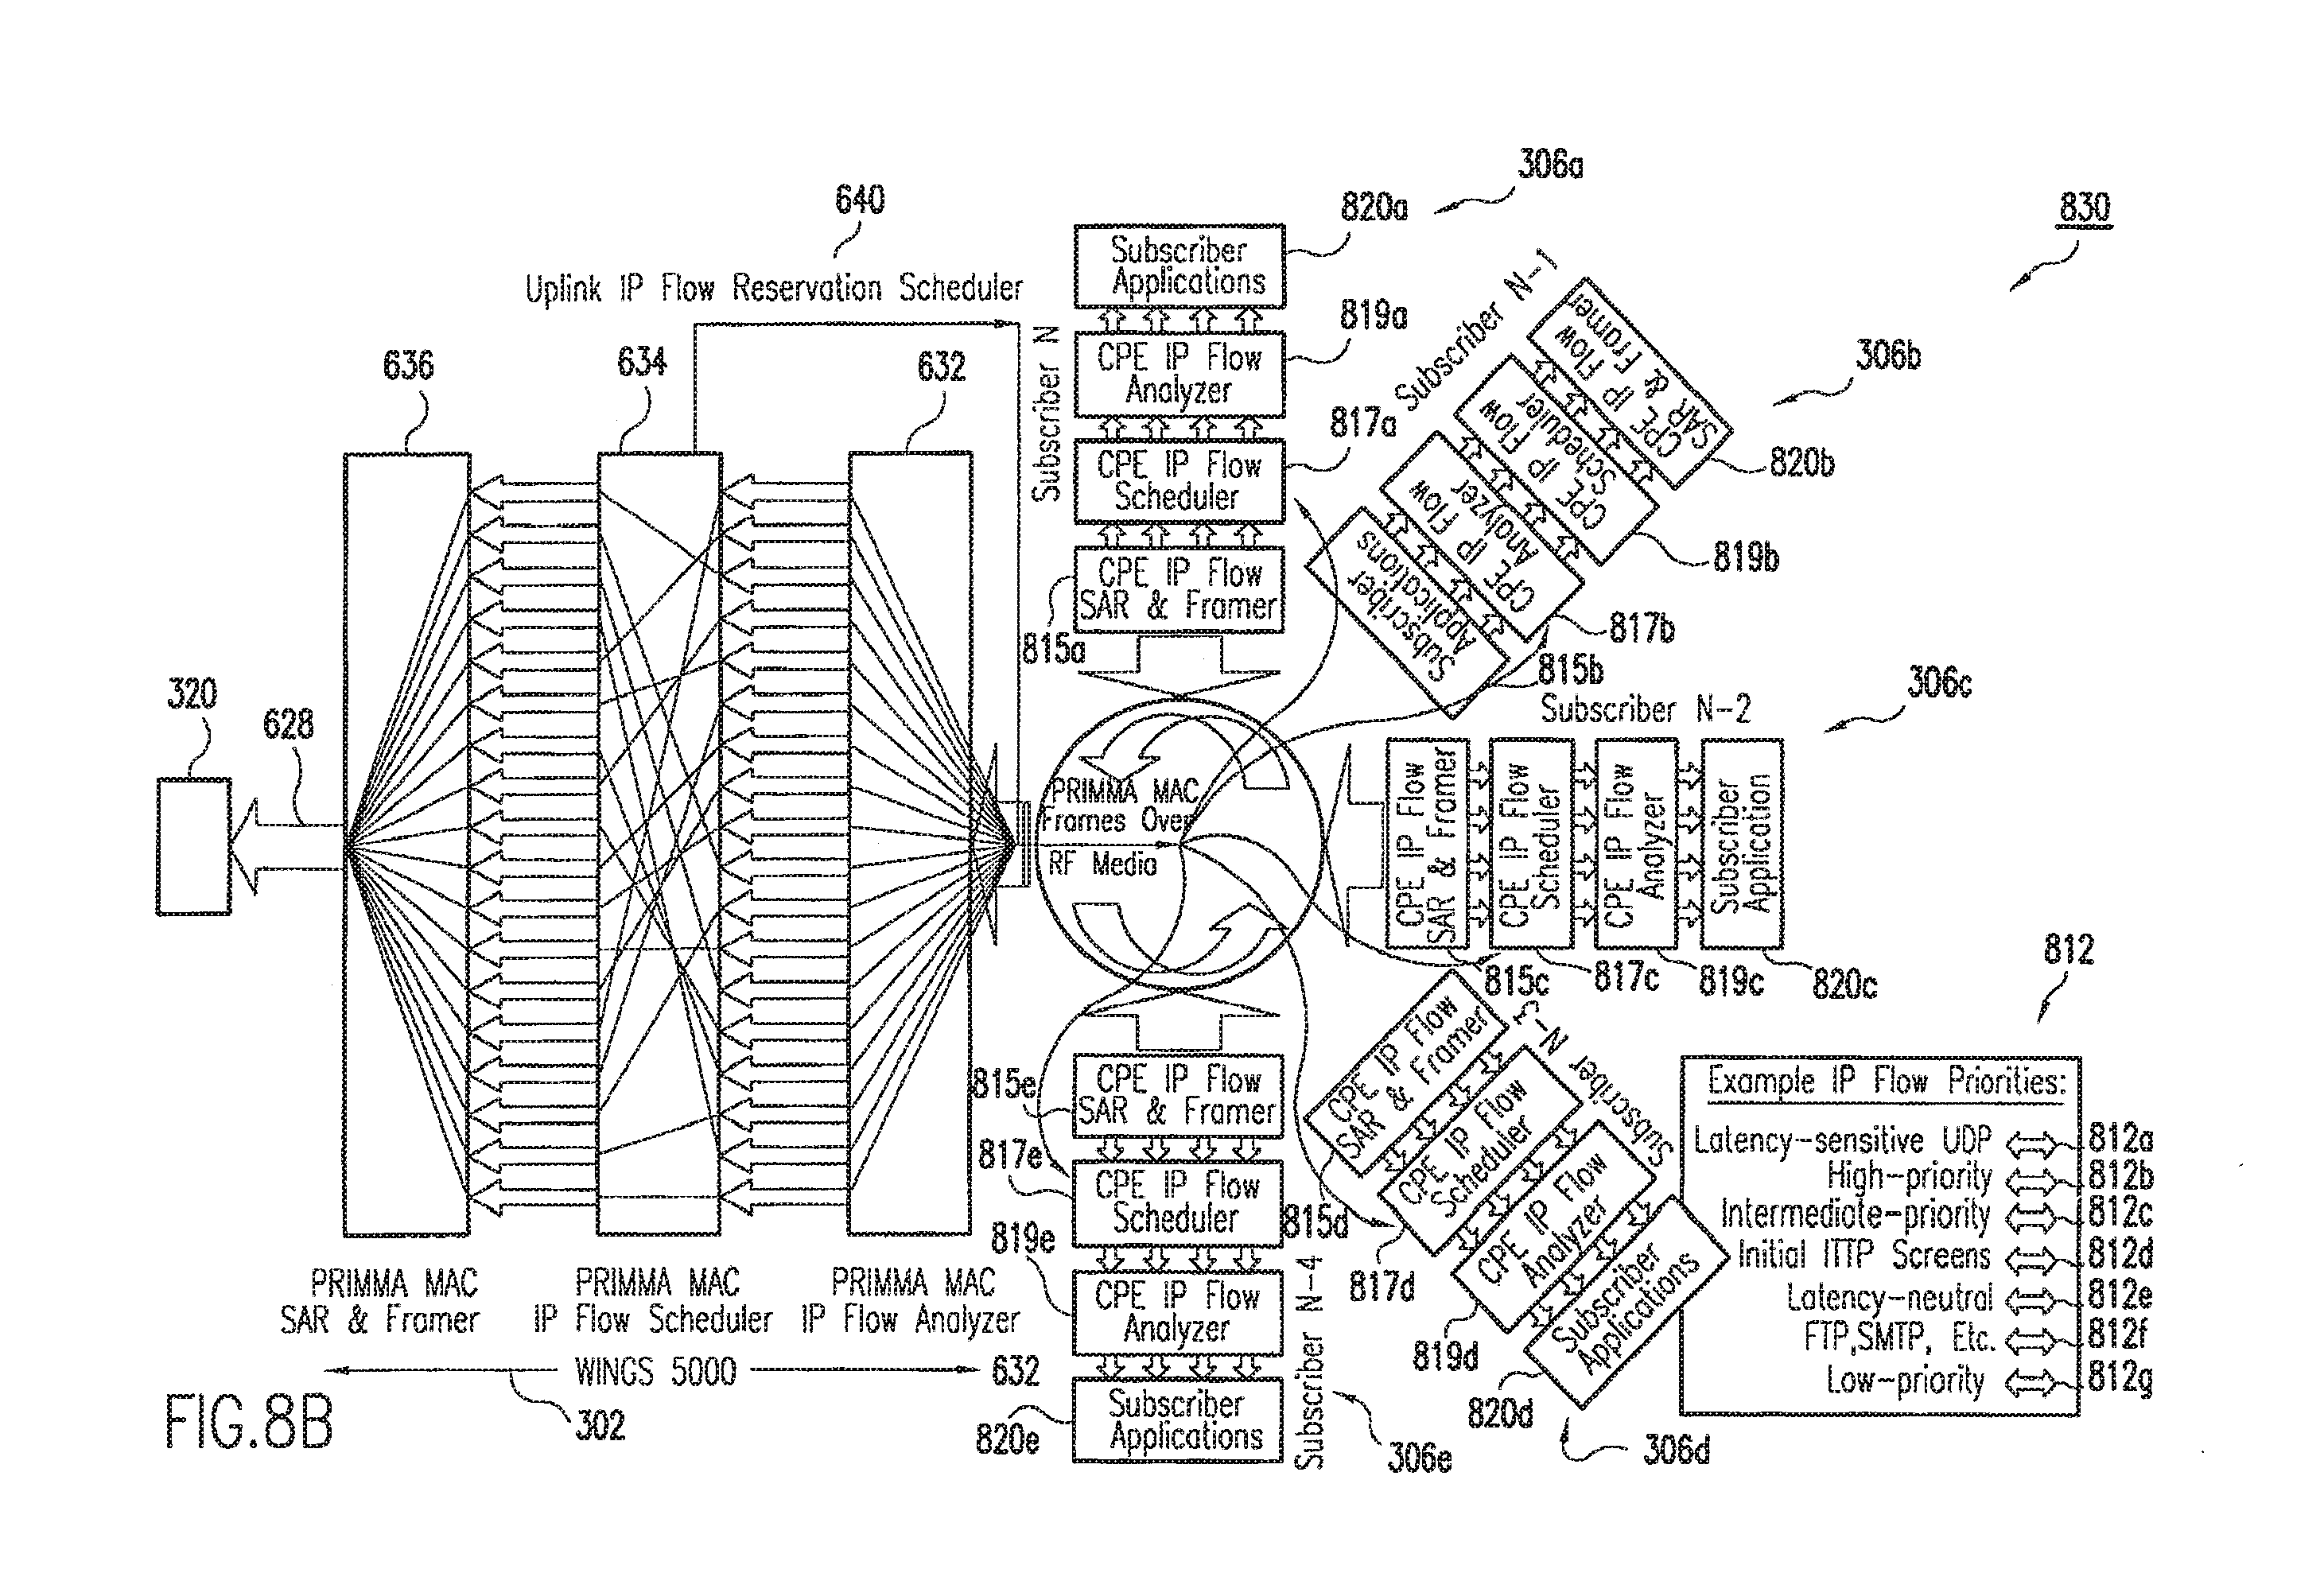 306a
640
820a
830
Subscriber
Applications
Uplink IP Flow Reservation Scheduler
819a
Subscriber N
CPE IP Flow
Analyzer
Subscriber N-1
CPE IP Flow
SAR & Framer
306b
636
634
632
817a
CPE IP Flow
Scheduler
CPE IP Flow
Scheduler
820b
CPE IP Flow
Analyzer
819b
CPE IP Flow
SAR & Framer
815a
Subscriber
Applications
817b
815b
320
628
Subscriber N-2
306c
PRIMMA MAC
Frames Over
RF Media
CPE IP Flow
SAR & Framer
CPE IP Flow
Scheduler
CPE IP Flow
Analyzer
Subscriber
Application
815c
817c
819c
820c
812
CPE IP Flow
SAR & Framer
Subscriber N-3
815e
CPE IP Flow
SAR & Framer
CPE IP Flow
Scheduler
817e
CPE IP Flow
Scheduler
815d
CPE IP Flow
Analyzer
819e
817d
Subscriber
Applications
CPE IP Flow
Analyzer
819d
Subscriber N-4
820d
Subscriber
Applications
820e
306e
306d
Example IP Flow Priorities:
Latency-sensitive UDP 812a
High-priority 812b
Intermediate-priority 812c
Initial ITTP Screens 812d
Latency-neutral 812e
FTP,SMTP, Etc. 812f
Low-priority 812g
PRIMMA MAC
SAR & Framer
PRIMMA MAC
IP Flow Scheduler
PRIMMA MAC
IP Flow Analyzer
WINGS 5000
632
302
FIG.8B